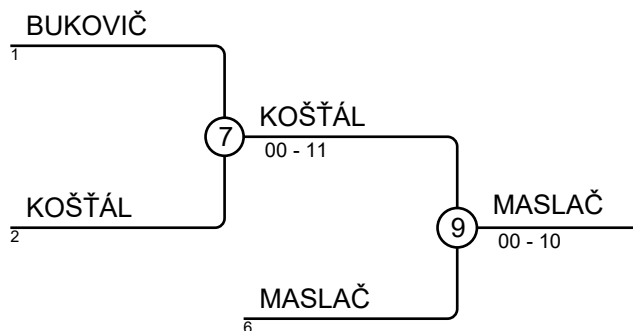 BUKOVIČ
1
7
KOŠŤÁL
00 - 11
KOŠŤÁL
2
9
MASLAČ
00 - 10
MASLAČ
6